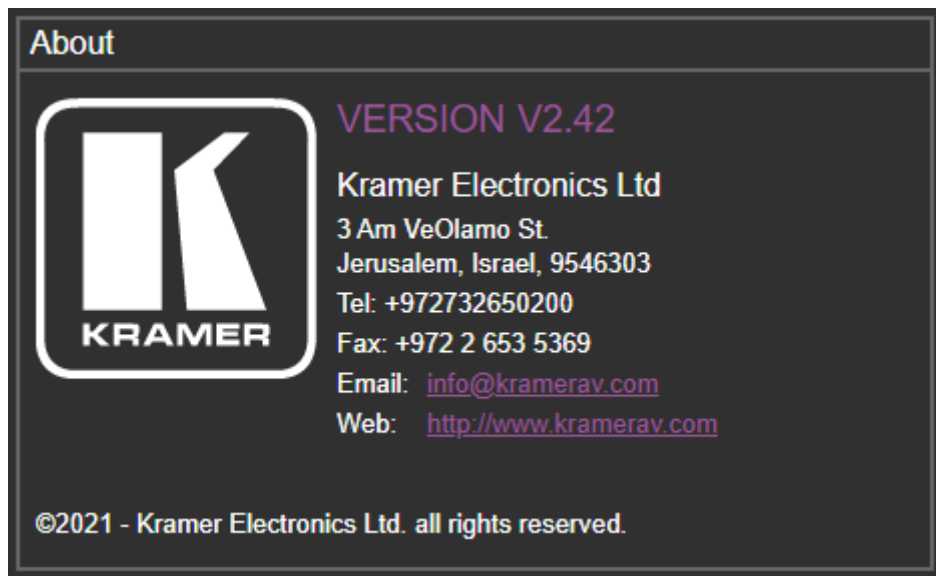 About
VERSION V2.42
Kramer Electronics Ltd
3 Am VeOlamo St.
Jerusalem, Israel, 9546303
Tel: +972732650200
Fax: +972 2 653 5369
Email: info@kramerav.com
Web: http://www.kramerav.com
KRAMER
©2021 - Kramer Electronics Ltd. all rights reserved.